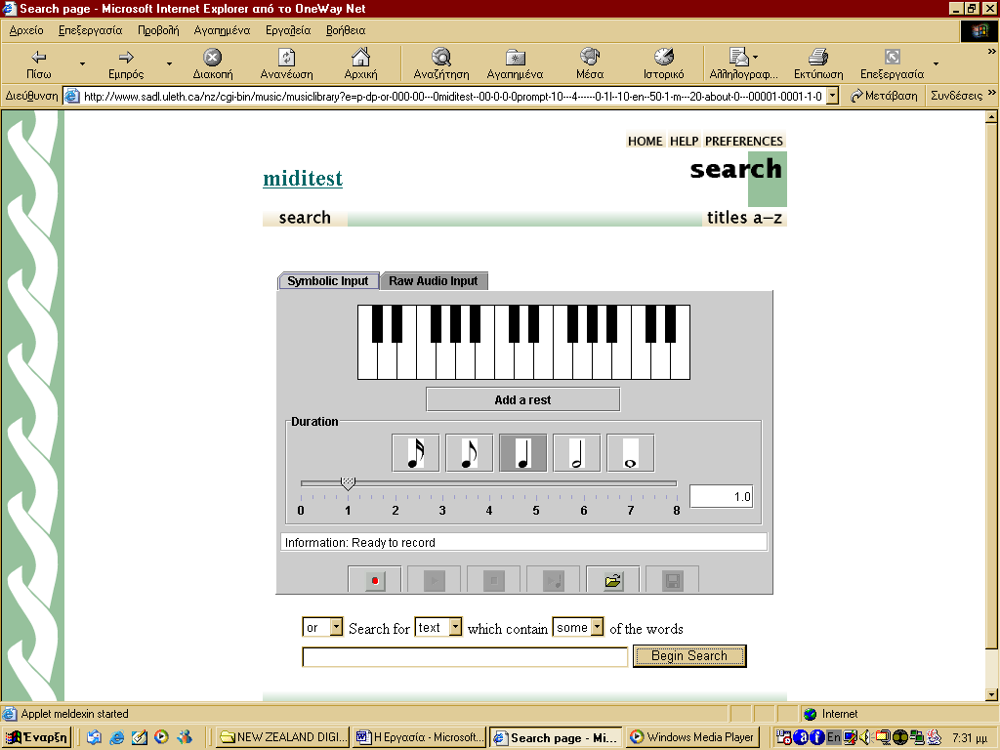 Search page - Microsoft Internet Explorer από το OneWay Net
Αρχείο Επεξεργασία Προβολή Αγαπημένα Εργαλεία Βοήθεια
Πίσω Εμπρός Διακοπή Ανανέωση Αρχική Αναζήτηση Αγαπημένα Μέσα Ιστορικό Αλληλογραφ... Εκτύπωση Επεξεργασία
Διεύθυνση http://www.sadl.uleth.ca/nz/cgi-bin/music/musiclibrary?e=p-dp-or-000-00---0miditest--00-0-0-0prompt-10---4------0-1l--10-en--50-1-m---20-about-0---00001-0001-1-0 Μετάβαση Συνδέσεις
HOME HELP PREFERENCES
search
miditest
search titles a–z
Symbolic Input Raw Audio Input
Add a rest
Duration
1.0
0 1 2 3 4 5 6 7 8
Information: Ready to record
or Search for text which contain some of the words
Begin Search
Applet meldexin started Internet
Έναρξη NEW ZEALAND DIGI... Η Εργασία - Microsoft... Search page - Mi... Windows Media Player En 7:31 μμ